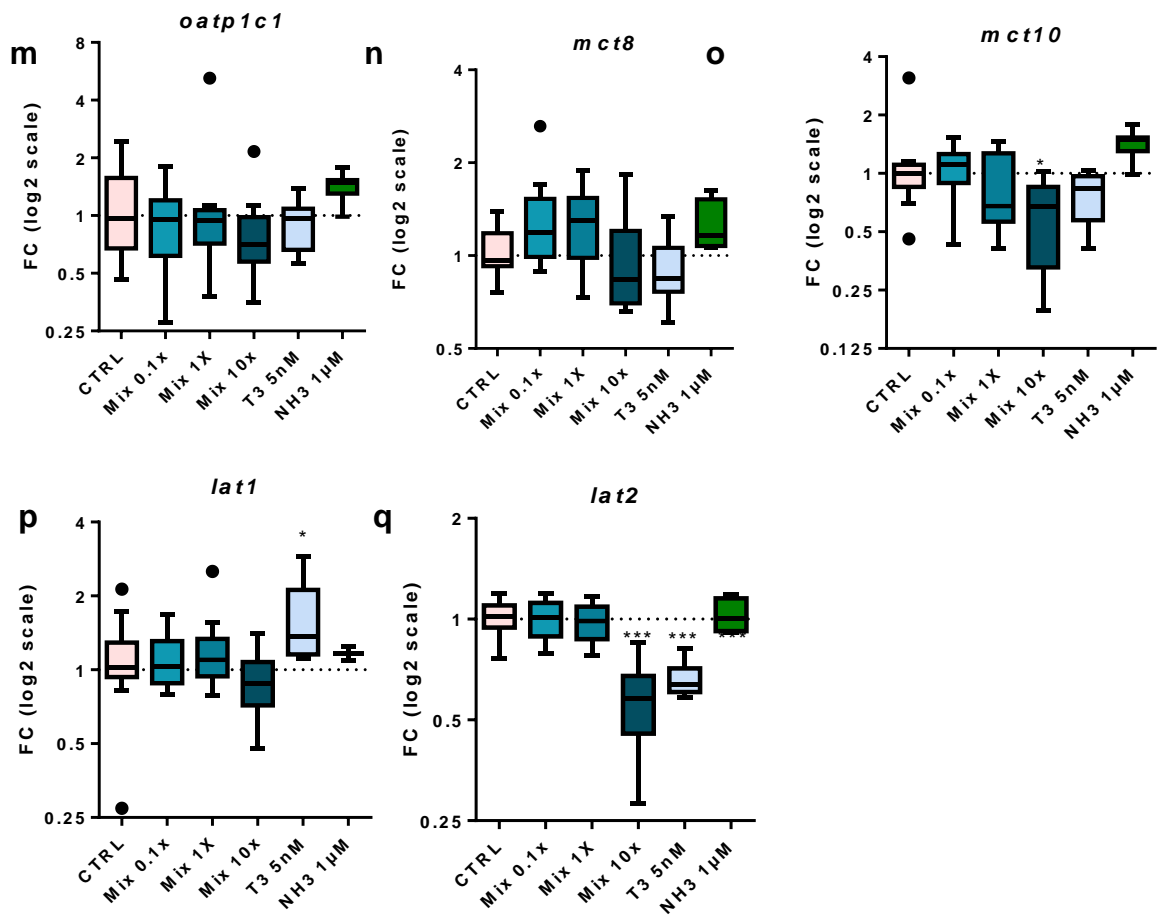 m
oatp1c1
FC (log2 scale)
8
4
2
1
0.5
0.25
CTRL
Mix 0.1x
Mix 1X
Mix 10x
T3 5nM
NH3 1µM
n
mct8
FC (log2 scale)
4
2
1
0.5
CTRL
Mix 0.1x
Mix 1X
Mix 10x
T3 5nM
NH3 1µM
o
mct10
FC (log2 scale)
4
2
1
0.5
0.25
0.125
*
CTRL
Mix 0.1x
Mix 1X
Mix 10x
T3 5nM
NH3 1µM
p
lat1
FC (log2 scale)
4
2
1
0.5
0.25
*
CTRL
Mix 0.1x
Mix 1X
Mix 10x
T3 5nM
NH3 1µM
q
lat2
FC (log2 scale)
2
1
0.5
0.25
*** *** ***
CTRL
Mix 0.1x
Mix 1X
Mix 10x
T3 5nM
NH3 1µM